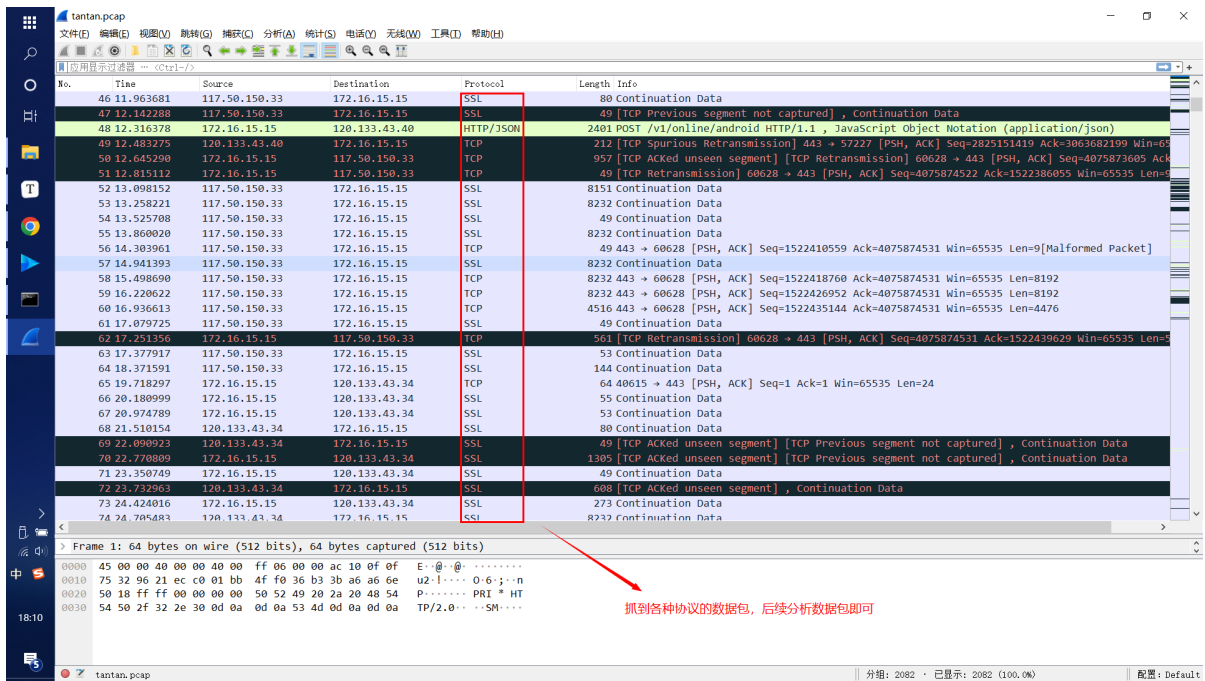 tantan.pcap
文件(F) 编辑(E) 视图(V) 跳转(G) 捕获(C) 分析(A) 统计(S) 电话(Y) 无线(W) 工具(T) 帮助(H)
应用显示过滤器 … <Ctrl-/>
No. Time Source Destination Protocol Length Info
46 11.963681 117.50.150.33 172.16.15.15 SSL 80 Continuation Data
47 12.142288 117.50.150.33 172.16.15.15 SSL 49 [TCP Previous segment not captured] , Continuation Data
48 12.316378 172.16.15.15 120.133.43.40 HTTP/JSON 2401 POST /v1/online/android HTTP/1.1 , JavaScript Object Notation (application/json)
49 12.483275 120.133.43.40 172.16.15.15 TCP 212 [TCP Spurious Retransmission] 443 → 57227 [PSH, ACK] Seq=2825151419 Ack=3063682199 Win=65
50 12.645290 172.16.15.15 117.50.150.33 TCP 957 [TCP ACKed unseen segment] [TCP Retransmission] 60628 → 443 [PSH, ACK] Seq=4075873605 Ack
51 12.815112 172.16.15.15 117.50.150.33 TCP 49 [TCP Retransmission] 60628 → 443 [PSH, ACK] Seq=4075874522 Ack=1522386055 Win=65535 Len=9
52 13.098152 117.50.150.33 172.16.15.15 SSL 8151 Continuation Data
53 13.258221 117.50.150.33 172.16.15.15 SSL 8232 Continuation Data
54 13.525708 117.50.150.33 172.16.15.15 SSL 49 Continuation Data
55 13.860020 117.50.150.33 172.16.15.15 SSL 8232 Continuation Data
56 14.303961 117.50.150.33 172.16.15.15 TCP 49 443 → 60628 [PSH, ACK] Seq=1522410559 Ack=4075874531 Win=65535 Len=9[Malformed Packet]
57 14.941393 117.50.150.33 172.16.15.15 SSL 8232 Continuation Data
58 15.498690 117.50.150.33 172.16.15.15 TCP 8232 443 → 60628 [PSH, ACK] Seq=1522418760 Ack=4075874531 Win=65535 Len=8192
59 16.220622 117.50.150.33 172.16.15.15 TCP 8232 443 → 60628 [PSH, ACK] Seq=1522426952 Ack=4075874531 Win=65535 Len=8192
60 16.936613 117.50.150.33 172.16.15.15 TCP 4516 443 → 60628 [PSH, ACK] Seq=1522435144 Ack=4075874531 Win=65535 Len=4476
61 17.079725 117.50.150.33 172.16.15.15 SSL 49 Continuation Data
62 17.251356 172.16.15.15 117.50.150.33 TCP 561 [TCP Retransmission] 60628 → 443 [PSH, ACK] Seq=4075874531 Ack=1522439629 Win=65535 Len=5
63 17.377917 117.50.150.33 172.16.15.15 SSL 53 Continuation Data
64 18.371591 117.50.150.33 172.16.15.15 SSL 144 Continuation Data
65 19.718297 172.16.15.15 120.133.43.34 TCP 64 40615 → 443 [PSH, ACK] Seq=1 Ack=1 Win=65535 Len=24
66 20.180999 172.16.15.15 120.133.43.34 SSL 55 Continuation Data
67 20.974789 172.16.15.15 120.133.43.34 SSL 53 Continuation Data
68 21.510154 120.133.43.34 172.16.15.15 SSL 80 Continuation Data
69 22.090923 120.133.43.34 172.16.15.15 SSL 49 [TCP ACKed unseen segment] [TCP Previous segment not captured] , Continuation Data
70 22.770809 172.16.15.15 120.133.43.34 SSL 1305 [TCP ACKed unseen segment] [TCP Previous segment not captured] , Continuation Data
71 23.350749 172.16.15.15 120.133.43.34 SSL 49 Continuation Data
72 23.732963 120.133.43.34 172.16.15.15 SSL 608 [TCP ACKed unseen segment] , Continuation Data
73 24.424016 172.16.15.15 120.133.43.34 SSL 273 Continuation Data
74 24.705483 120.133.43.34 172.16.15.15 SSL 8232 Continuation Data
Frame 1: 64 bytes on wire (512 bits), 64 bytes captured (512 bits)
0000 45 00 00 40 00 00 40 00 ff 06 00 00 ac 10 0f 0f E··@··@· ········
0010 75 32 96 21 ec c0 01 bb 4f f0 36 b3 3b a6 a6 6e u2·!···· O·6·;··n
0020 50 18 ff ff 00 00 00 00 50 52 49 20 2a 20 48 54 P······· PRI * HT
0030 54 50 2f 32 2e 30 0d 0a 0d 0a 53 4d 0d 0a 0d 0a TP/2.0·· ··SM····
抓到各种协议的数据包，后续分析数据包即可
中
18:10
5
tantan.pcap 分组: 2082 · 已显示: 2082 (100.0%) 配置: Default